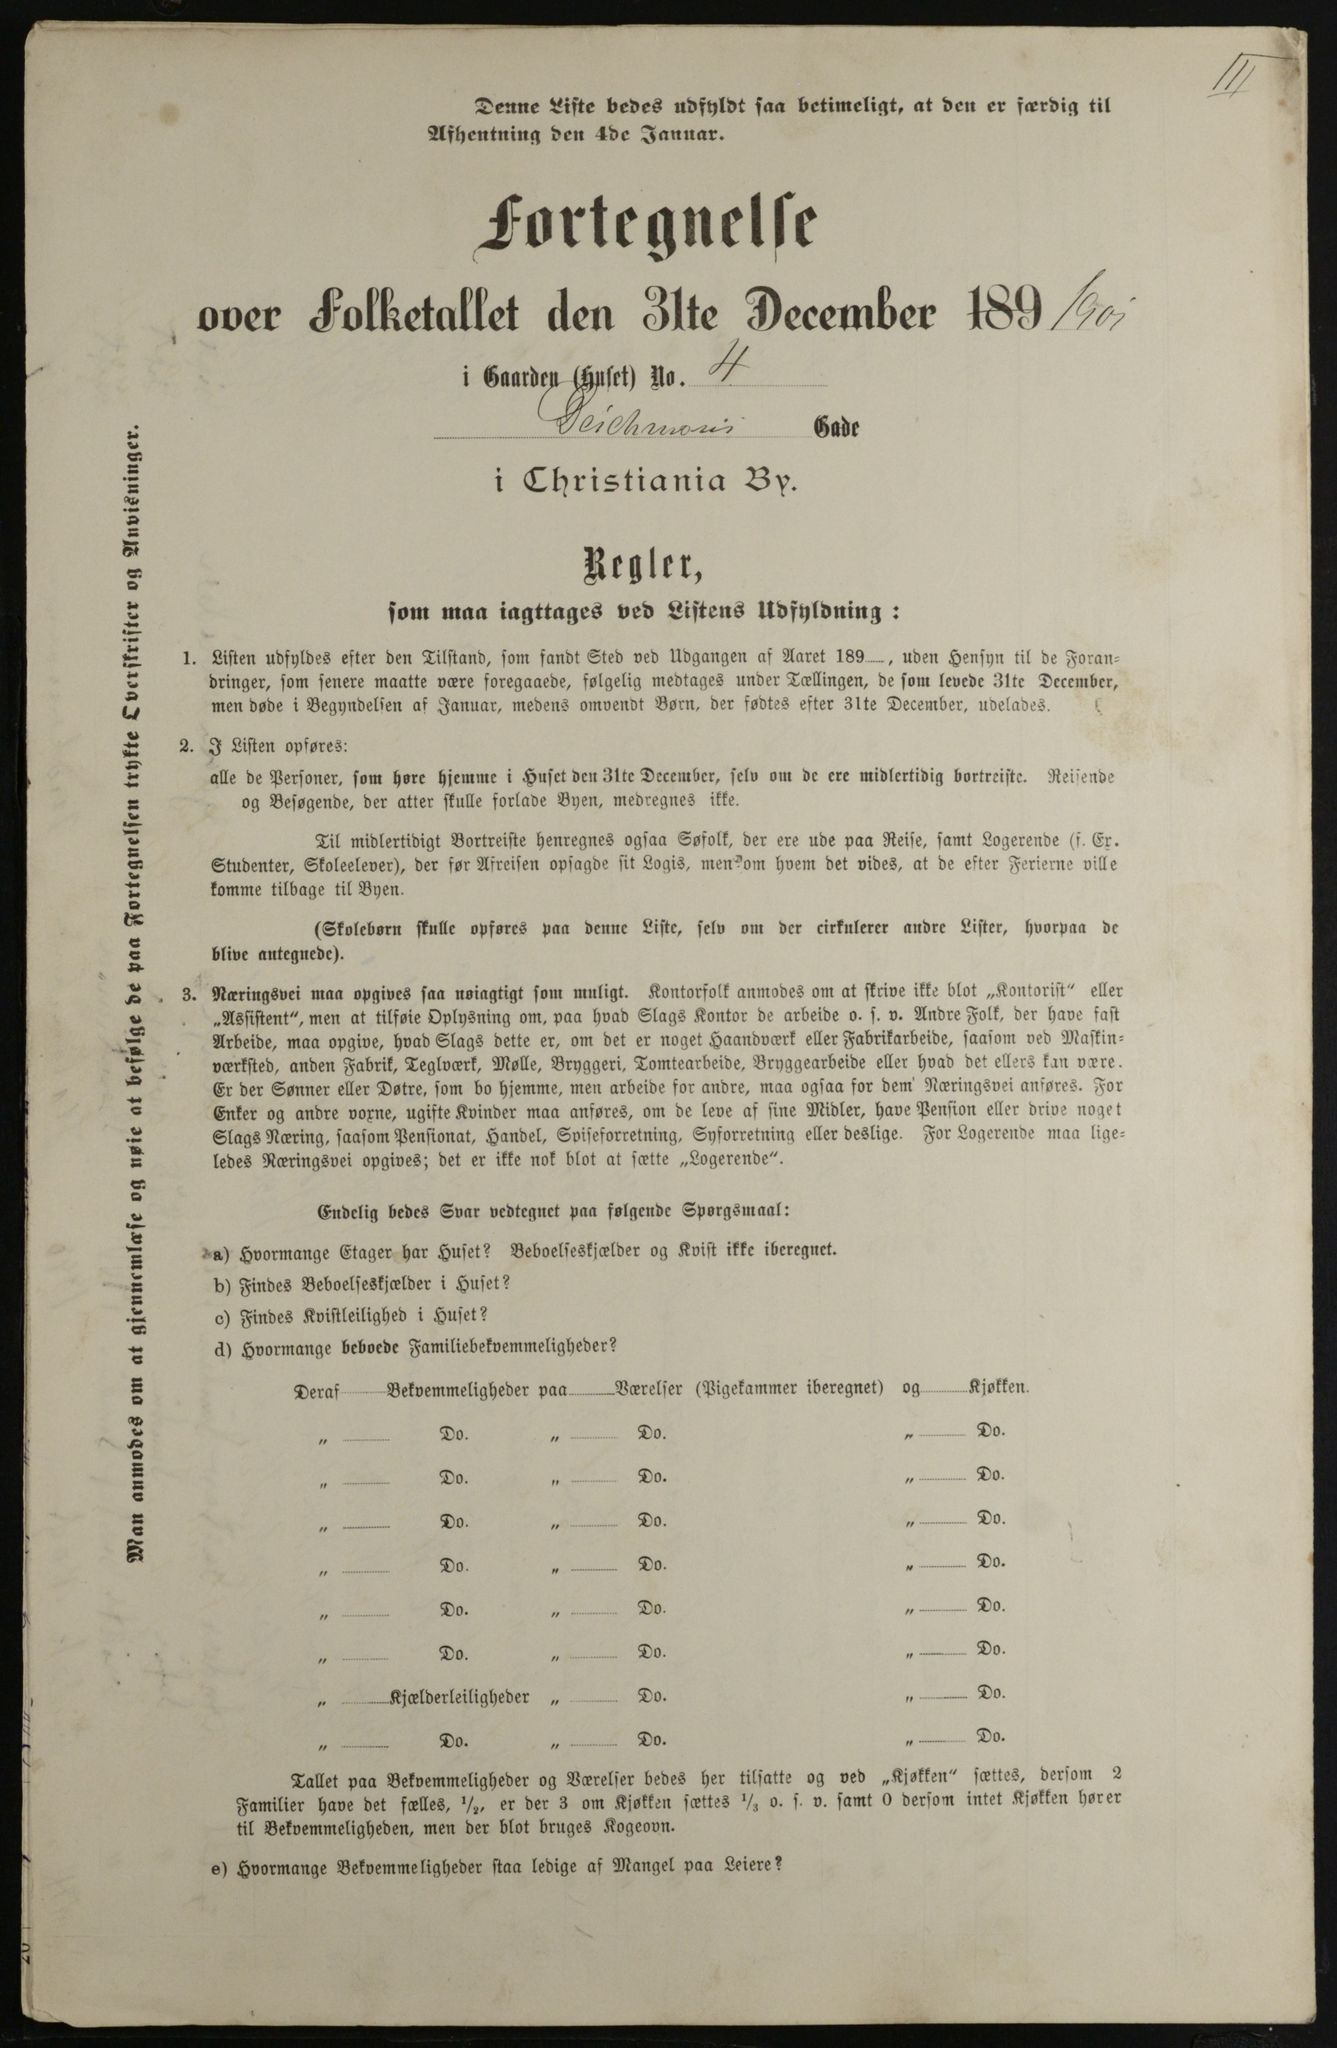 III
Denne Liste bedes udfyldt saa betimeligt, at den er færdig til
Afhentning den 4de Januar.
Fortegnelse
over Folketallet den 31te December 189 1901
i Gaarden (Huset) No. 4
Deichmans Gade
i Christiania By.
Regler,
som maa iagttages ved Listens Udfyldning:
1. Listen udfyldes efter den Tilstand, som fandt Sted ved Udgangen af Aaret 189 , uden Hensyn til de Foran-
dringer, som senere maatte være foregaaede, følgelig medtages under Tællingen, de som levede 31te December,
men døde i Begyndelsen af Januar, medens omvendt Børn, der fødtes efter 31te December, udelades.
2. I Listen opføres:
alle de Personer, som høre hjemme i Huset den 31te December, selv om de ere midlertidig bortreiste. Reisende
og Besøgende, der atter skulle forlade Byen, medregnes ikke.
Til midlertidigt Bortreiste henregnes ogsaa Søfolk, der ere ude paa Reise, samt Logerende (f. Ex.
Studenter, Skoleelever), der før Afreisen opsagde sit Logis, men om hvem det vides, at de efter Ferierne ville
komme tilbage til Byen.
(Skolebørn skulle opføres paa denne Liste, selv om der cirkulerer andre Lister, hvorpaa de
blive antegnede).
3. Næringsvei maa opgives saa nøiagtigt som muligt. Kontorfolk anmodes om at skrive ikke blot „Kontorist“ eller
„Assistent“, men at tilføie Oplysning om, paa hvad Slags Kontor de arbeide o. s. v. Andre Folk, der have fast
Arbeide, maa opgive, hvad Slags dette er, om det er noget Haandværk eller Fabrikarbeide, saasom ved Maskin-
værksted, anden Fabrik, Teglværk, Mølle, Bryggeri, Tomtearbeide, Bryggearbeide eller hvad det ellers kan være.
Er der Sønner eller Døtre, som bo hjemme, men arbeide for andre, maa ogsaa for dem Næringsvei anføres. For
Enker og andre voxne, ugifte Kvinder maa anføres, om de leve af sine Midler, have Pension eller drive noget
Slags Næring, saasom Pensionat, Handel, Spiseforretning, Syforretning eller deslige. For Logerende maa lige-
ledes Næringsvei opgives; det er ikke nok blot at sætte „Logerende“.
Endelig bedes Svar vedtegnet paa følgende Spørgsmaal:
a) Hvormange Etager har Huset? Beboelseskjælder og Kvist ikke iberegnet.
b) Findes Beboelseskjælder i Huset?
c) Findes Kvistleilighed i Huset?
d) Hvormange beboede Familiebekvemmeligheder?
Deraf Bekvemmeligheder paa Værelser (Pigekammer iberegnet) og Kjøkken.
„ Do. „ Do. „ Do.
„ Do. „ Do. „ Do.
„ Do. „ Do. „ Do.
„ Do. „ Do. „ Do.
„ Do. „ Do. „ Do.
„ Do. „ Do. „ Do.
„ Kjælderleiligheder „ Do. „ Do.
„ Do. „ Do. „ Do.
Tallet paa Bekvemmeligheder og Værelser bedes her tilsatte og ved „Kjøkken“ sættes, dersom 2
Familier have det fælles, 1/2, er der 3 om Kjøkken sættes 1/3 o. s. v. samt 0 dersom intet Kjøkken hører
til Bekvemmeligheden, men der blot bruges Kogeovn.
e) Hvormange Bekvemmeligheder staa ledige af Mangel paa Leiere?
Man anmodes om at gjennemlæse og nøie at befølge de paa Fortegnelsen trykte Overskrifter og Anvisninger.